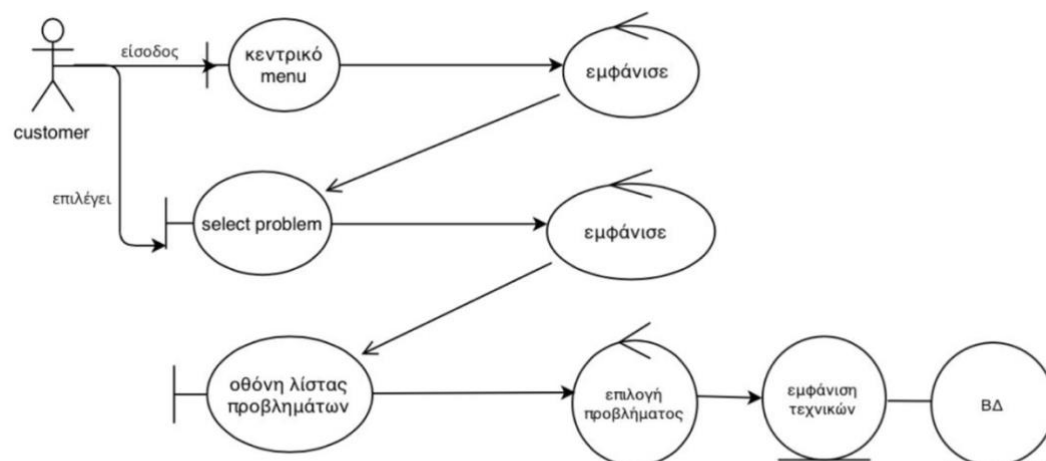 είσοδος
κεντρικό
menu
εμφάνισε
customer
επιλέγει
select problem
εμφάνισε
οθόνη λίστας
προβλημάτων
επιλογή
προβλήματος
εμφάνιση
τεχνικών
ΒΔ